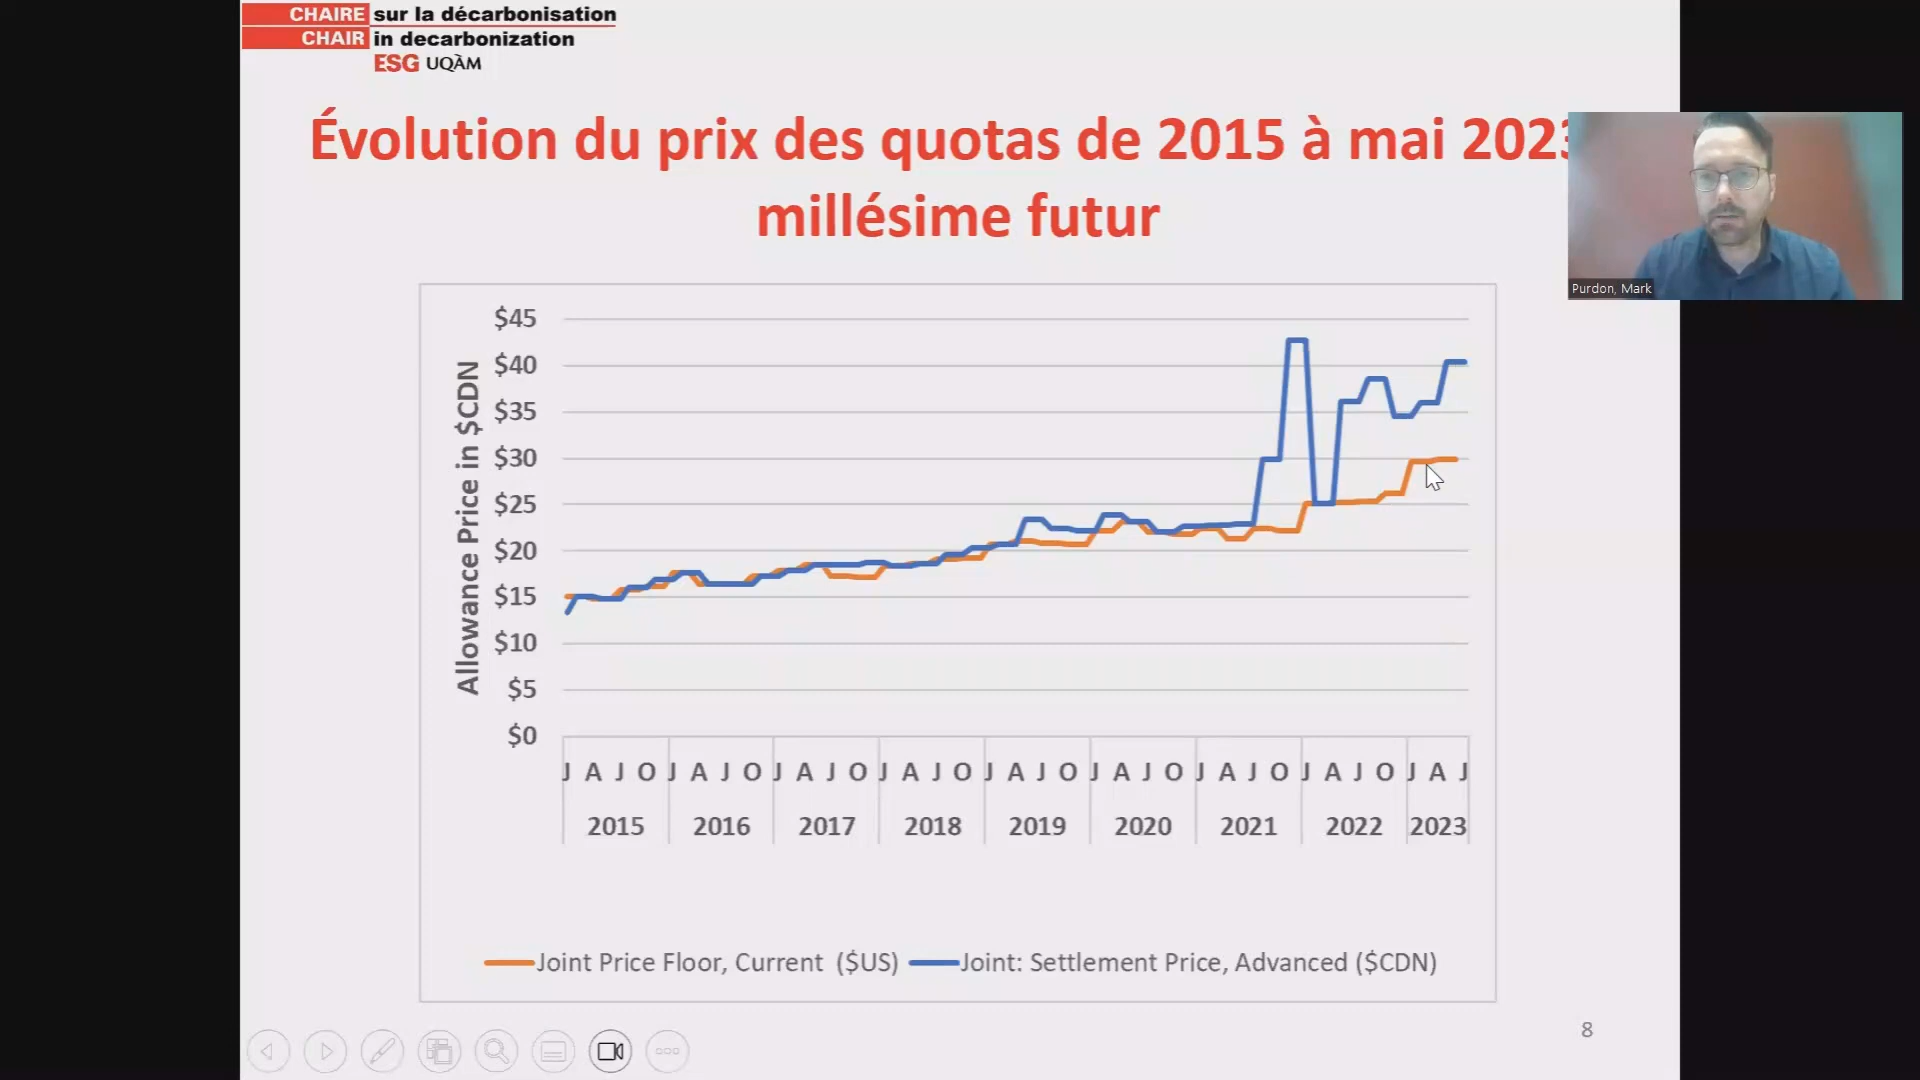 CHAIRE sur la décarbonisation
CHAIR in decarbonization
ESG UQÀM
Évolution du prix des quotas de 2015 à mai 2023
millésime futur
Purdon, Mark
Allowance Price in $CDN
$45
$40
$35
$30
$25
$20
$15
$10
$5
$0
J A J O J A J O J A J O J A J O J A J O J A J O J A J O J A J O J A J
2015 2016 2017 2018 2019 2020 2021 2022 2023
Joint Price Floor, Current ($US) Joint: Settlement Price, Advanced ($CDN)
8